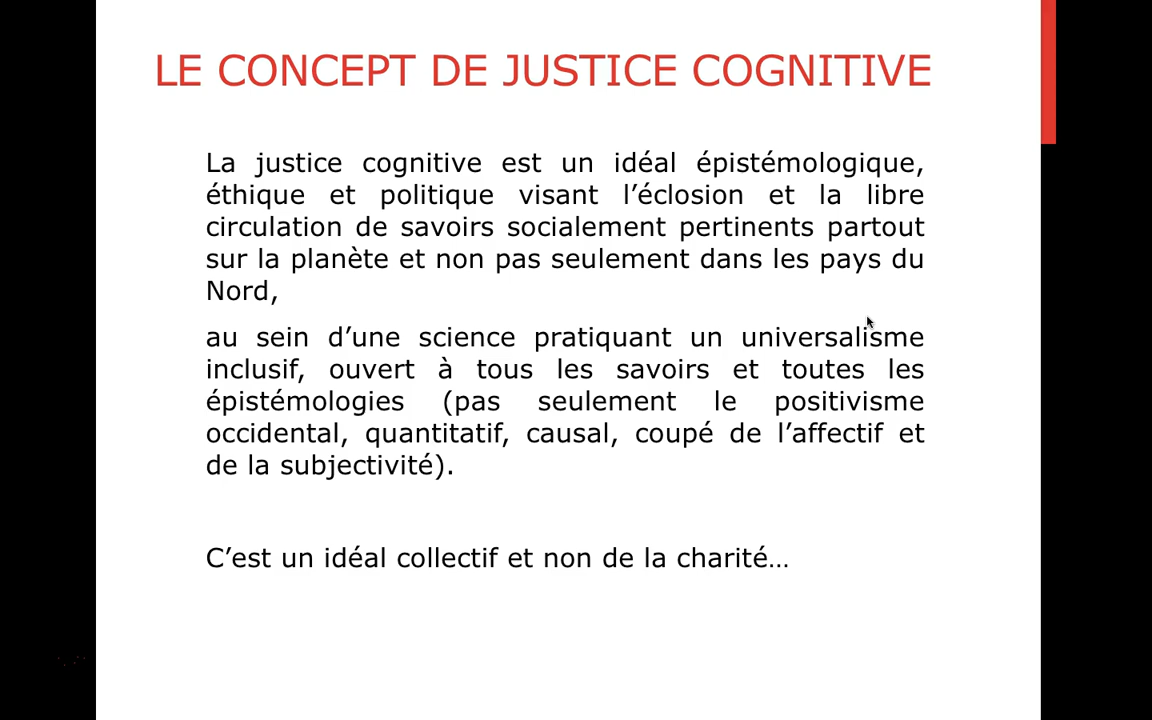 LE CONCEPT DE JUSTICE COGNITIVE
La justice cognitive est un idéal épistémologique,
éthique et politique visant l’éclosion et la libre
circulation de savoirs socialement pertinents partout
sur la planète et non pas seulement dans les pays du
Nord,
au sein d’une science pratiquant un universalisme
inclusif, ouvert à tous les savoirs et toutes les
épistémologies (pas seulement le positivisme
occidental, quantitatif, causal, coupé de l’affectif et
de la subjectivité).
C’est un idéal collectif et non de la charité…